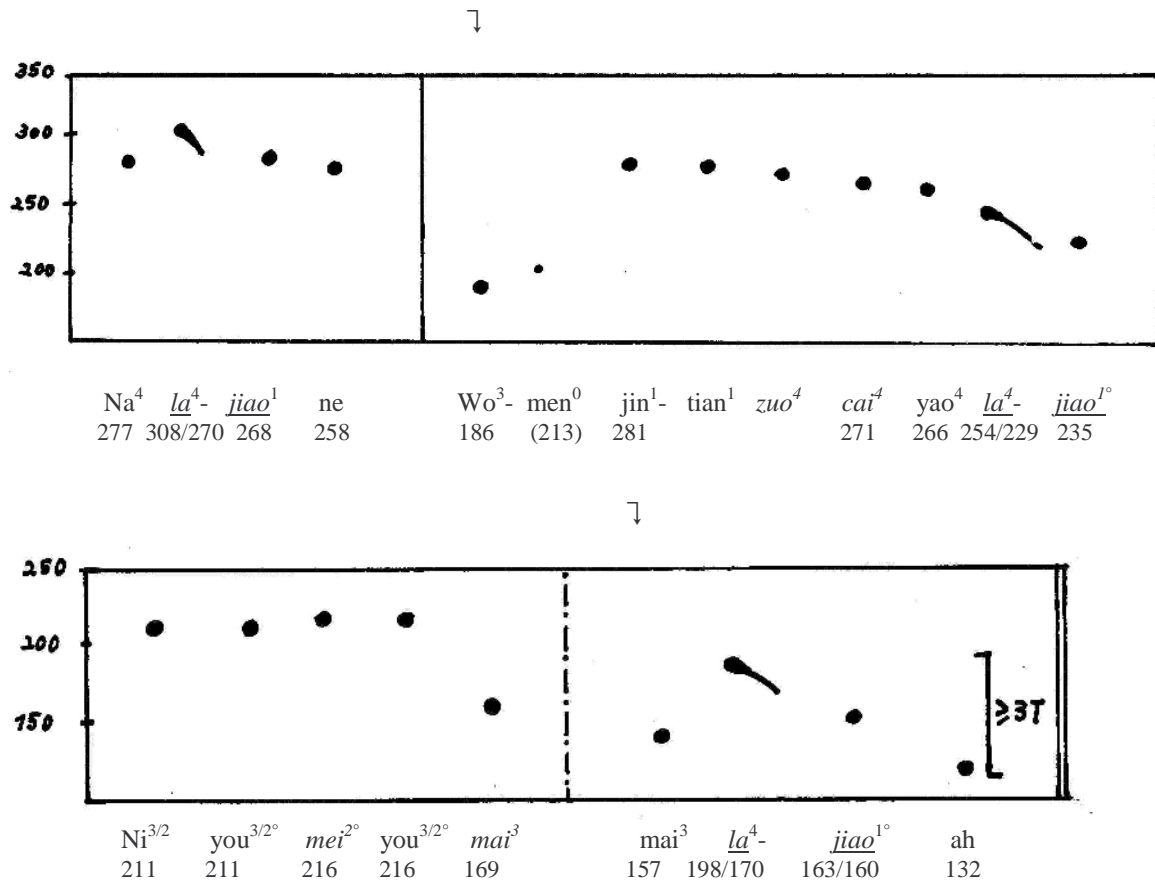 350
300
250
200
Na⁴ la⁴- jiao¹ ne Wo³- men⁰ jin¹- tian¹ zuo⁴ cai⁴ yao⁴ la⁴- jiao¹°
277 308/270 268 258 186 (213) 281 271 266 254/229 235
250
200
150
≥3T
Ni³/² you³/²° mei²° you³/²° mai³ mai³ la⁴- jiao¹° ah
211 211 216 216 169 157 198/170 163/160 132